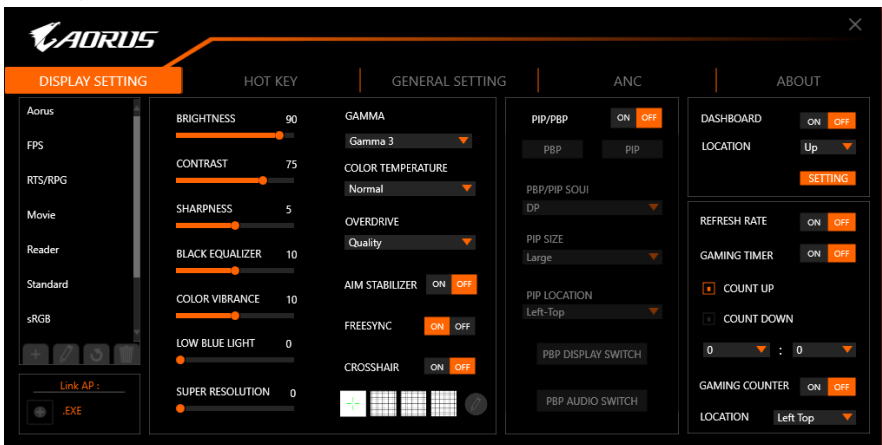 AORUS
DISPLAY SETTING
HOT KEY
GENERAL SETTING
ANC
ABOUT
Aorus
FPS
RTS/RPG
Movie
Reader
Standard
sRGB
Link AP :
.EXE
BRIGHTNESS 90
CONTRAST 75
SHARPNESS 5
BLACK EQUALIZER 10
COLOR VIBRANCE 10
LOW BLUE LIGHT 0
SUPER RESOLUTION 0
GAMMA
Gamma 3
COLOR TEMPERATURE
Normal
OVERDRIVE
Quality
AIM STABILIZER ON OFF
FREESYNC ON OFF
CROSSHAIR ON OFF
PIP/PBP ON OFF
PBP PIP
PBP/PIP SOUI
DP
PIP SIZE
Large
PIP LOCATION
Left-Top
PBP DISPLAY SWITCH
PBP AUDIO SWITCH
DASHBOARD ON OFF
LOCATION Up
SETTING
REFRESH RATE ON OFF
GAMING TIMER ON OFF
COUNT UP
COUNT DOWN
0 : 0
GAMING COUNTER ON OFF
LOCATION Left Top